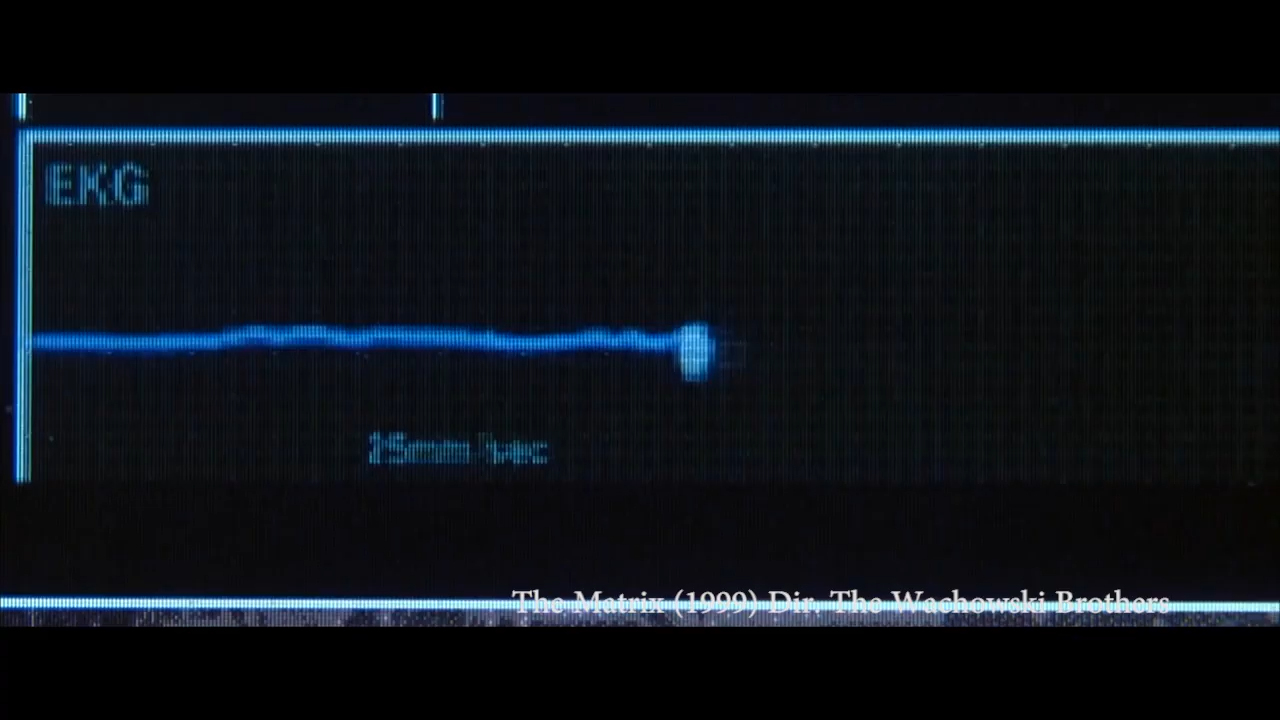 EKG
25mm/sec
The Matrix (1999) Dir. The Wachowski Brothers